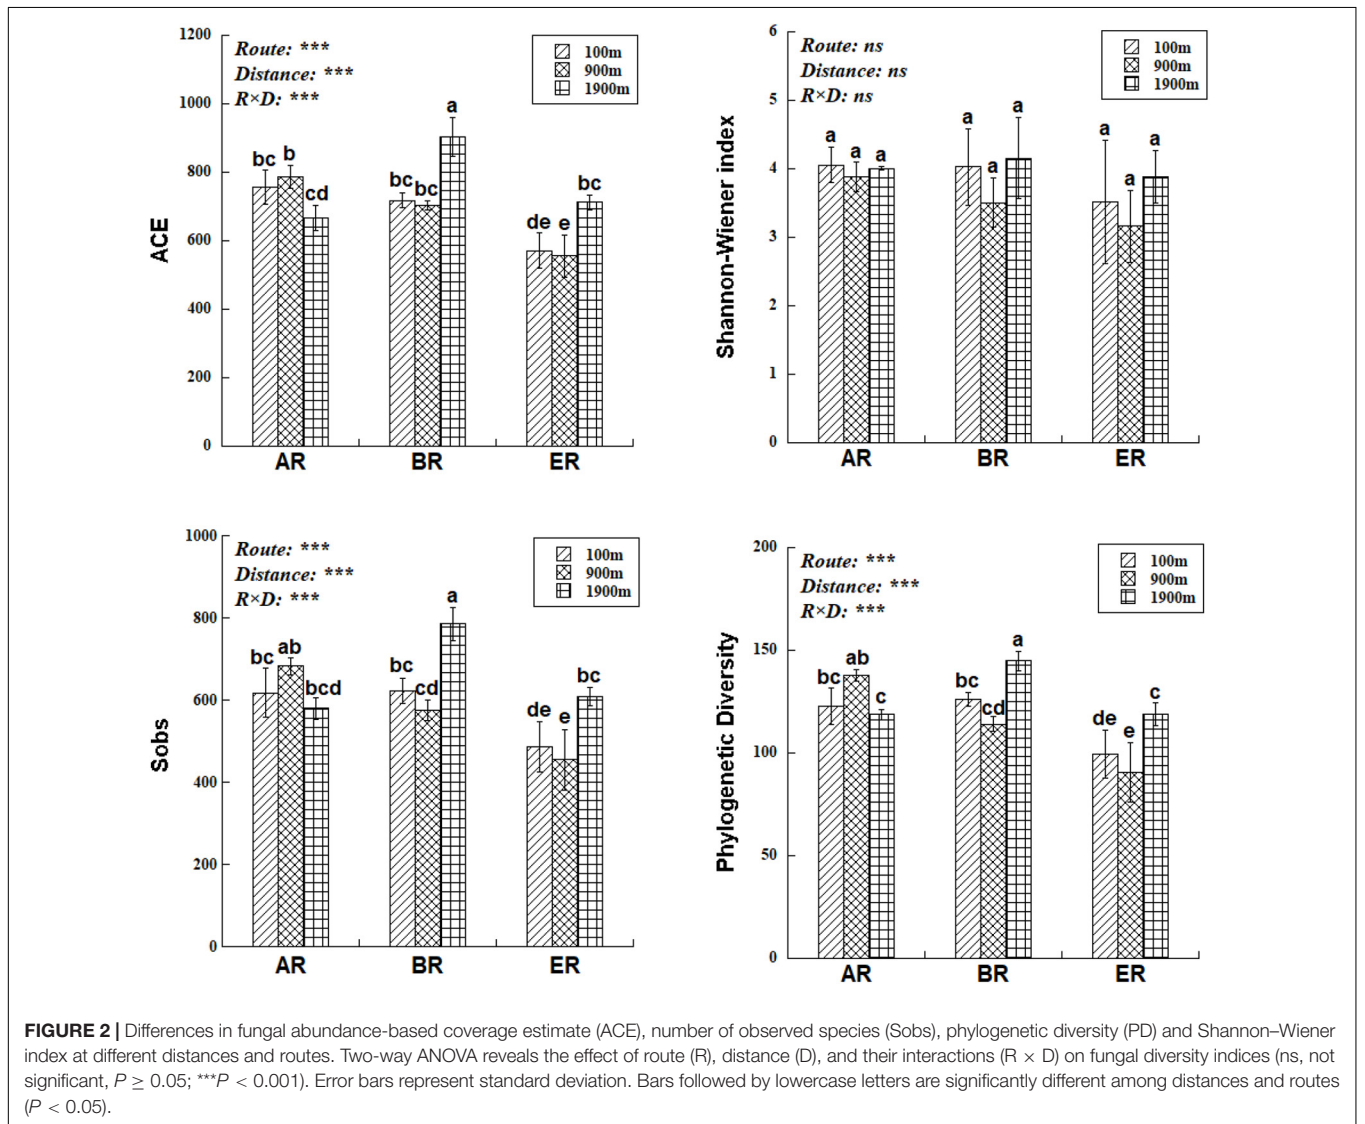 1200
1000
800
600
400
200
0
ACE
Route: ***
Distance: ***
R×D: ***
100m
900m
1900m
bc
b
cd
bc
bc
a
de
e
bc
AR
BR
ER
6
5
4
3
2
1
0
Shannon-Wiener index
Route: ns
Distance: ns
R×D: ns
100m
900m
1900m
a
a
a
a
a
a
a
a
a
AR
BR
ER
1000
800
600
400
200
0
Sobs
Route: ***
Distance: ***
R×D: ***
100m
900m
1900m
bc
ab
bcd
bc
cd
a
de
e
bc
AR
BR
ER
200
150
100
50
0
Phylogenetic Diversity
Route: ***
Distance: ***
R×D: ***
100m
900m
1900m
bc
ab
c
bc
cd
a
de
e
c
AR
BR
ER
FIGURE 2 | Differences in fungal abundance-based coverage estimate (ACE), number of observed species (Sobs), phylogenetic diversity (PD) and Shannon–Wiener
index at different distances and routes. Two-way ANOVA reveals the effect of route (R), distance (D), and their interactions (R × D) on fungal diversity indices (ns, not
significant, P ≥ 0.05; ***P < 0.001). Error bars represent standard deviation. Bars followed by lowercase letters are significantly different among distances and routes
(P < 0.05).